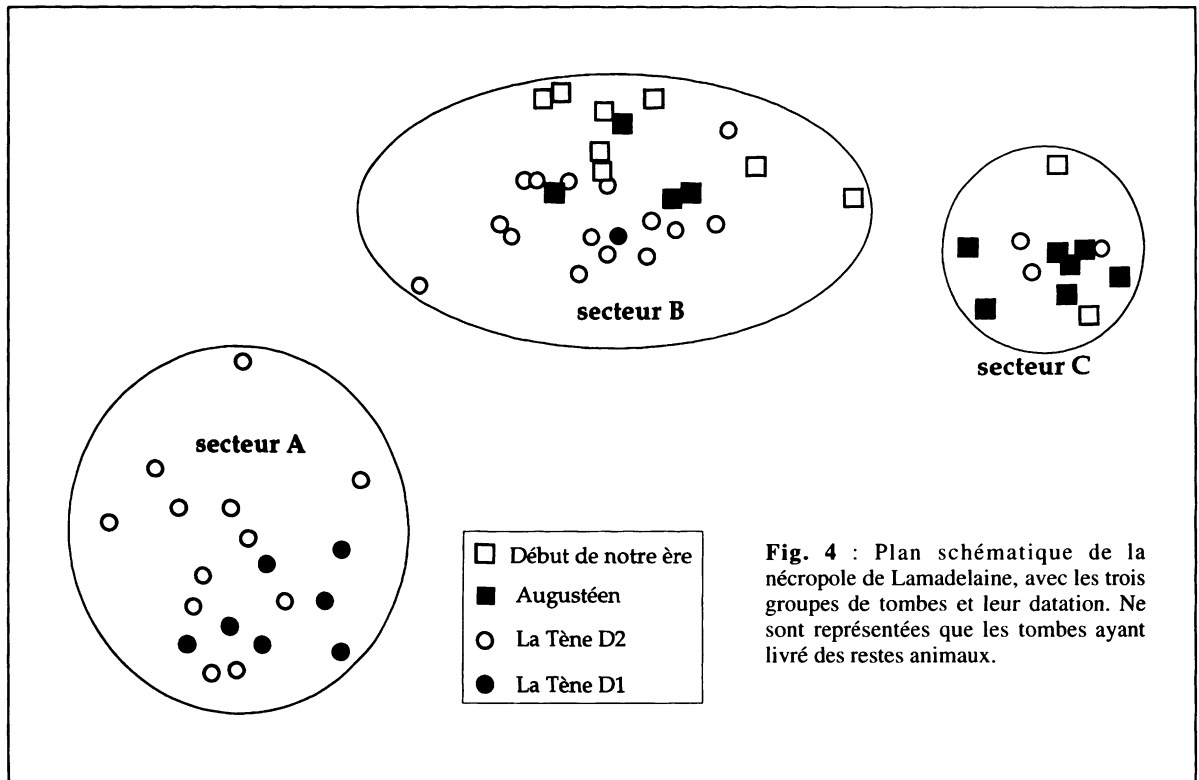 secteur B
secteur C
secteur A
Début de notre ère
Augustéen
La Tène D2
La Tène D1
Fig. 4 : Plan schématique de la
nécropole de Lamadelaine, avec les trois
groupes de tombes et leur datation. Ne
sont représentées que les tombes ayant
livré des restes animaux.